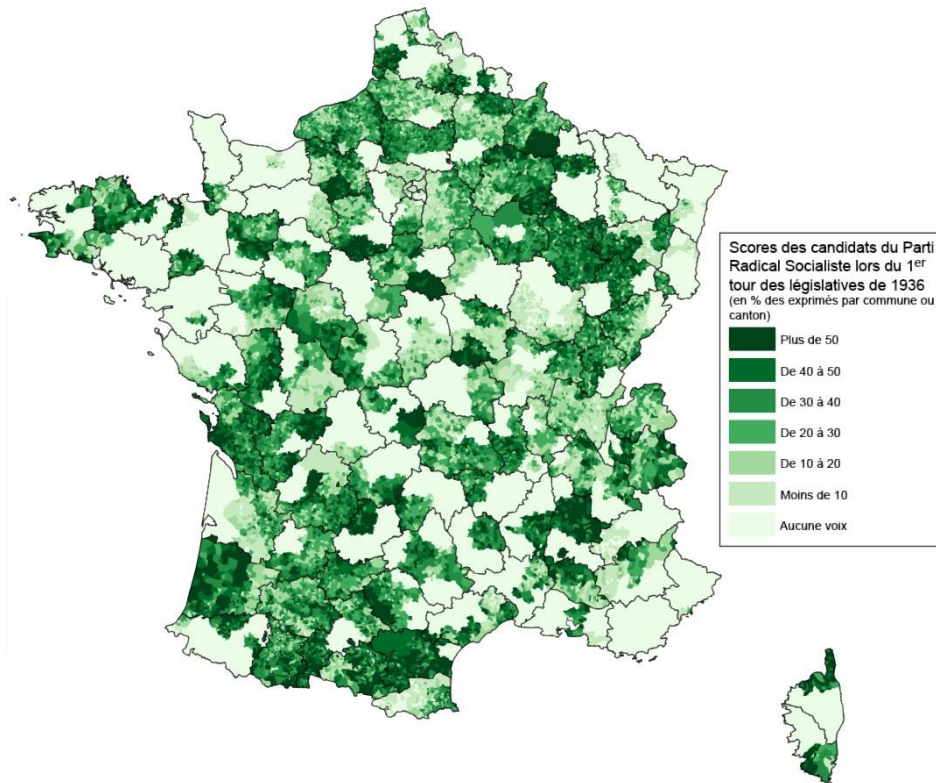 Scores des candidats du Parti
Radical Socialiste lors du 1er
tour des législatives de 1936
(en % des exprimés par commune ou
canton)
Plus de 50
De 40 à 50
De 30 à 40
De 20 à 30
De 10 à 20
Moins de 10
Aucune voix